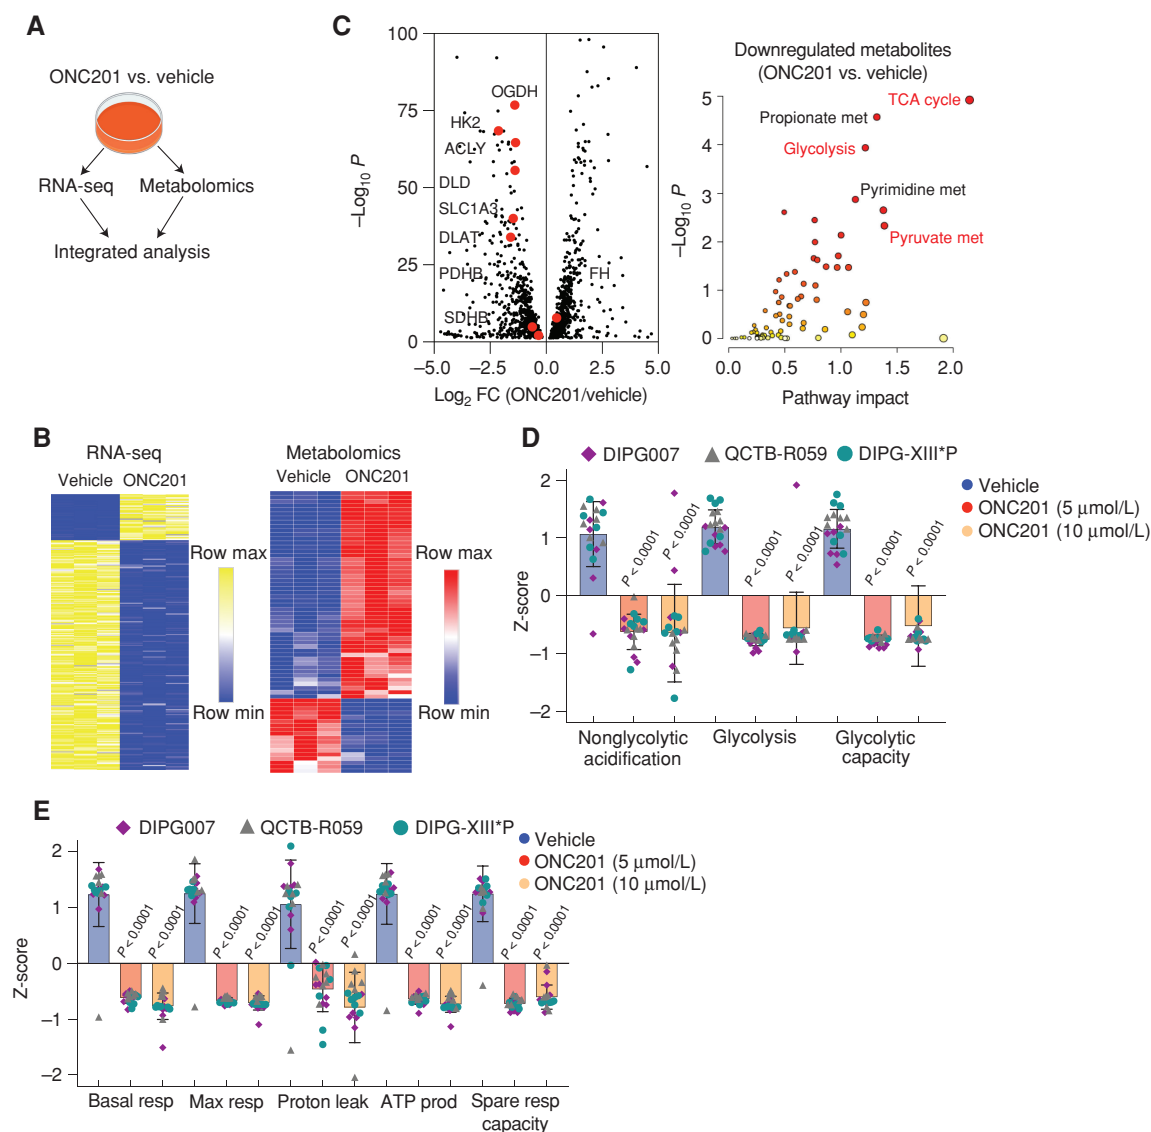 A
ONC201 vs. vehicle
RNA-seq
Metabolomics
Integrated analysis
C
100
75
50
25
0
–Log10 P
OGDH
HK2
ACLY
DLD
SLC1A3
DLAT
PDHB
SDHB
FH
–5.0
–2.5
0
2.5
5.0
Log2 FC (ONC201/vehicle)
Downregulated metabolites
(ONC201 vs. vehicle)
5
4
3
2
1
0
–Log10 P
TCA cycle
Propionate met
Glycolysis
Pyrimidine met
Pyruvate met
0.0
0.5
1.0
1.5
2.0
Pathway impact
B
RNA-seq
Vehicle
ONC201
Row max
Row min
Metabolomics
Vehicle
ONC201
Row max
Row min
D
DIPG007
QCTB-R059
DIPG-XIII*P
Vehicle
ONC201 (5 μmol/L)
ONC201 (10 μmol/L)
2
1
0
–1
–2
Z-score
P < 0.0001
P < 0.0001
P < 0.0001
P < 0.0001
P < 0.0001
P < 0.0001
Nonglycolytic
acidification
Glycolysis
Glycolytic
capacity
E
DIPG007
QCTB-R059
DIPG-XIII*P
Vehicle
ONC201 (5 μmol/L)
ONC201 (10 μmol/L)
2
1
0
–1
–2
Z-score
P < 0.0001
P < 0.0001
P < 0.0001
P < 0.0001
P < 0.0001
P < 0.0001
P < 0.0001
P < 0.0001
P < 0.0001
P < 0.0001
Basal resp
Max resp
Proton leak
ATP prod
Spare resp
capacity